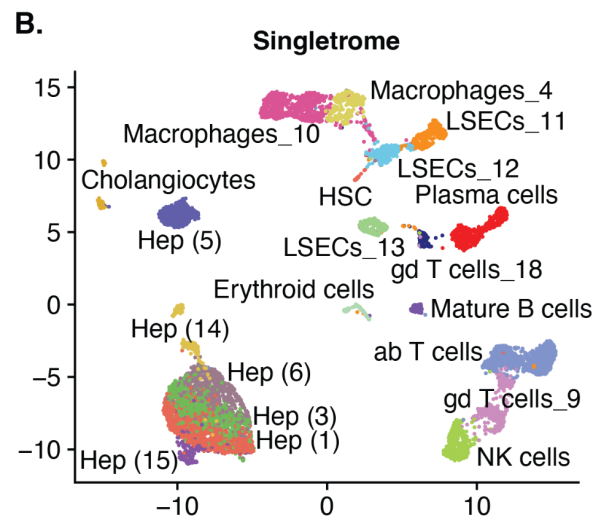 B.
Singletrome
15
10
5
0
−5
−10
−10
0
10
Macrophages_4
LSECs_11
Macrophages_10
LSECs_12
Cholangiocytes
HSC
Plasma cells
Hep (5)
LSECs_13
gd T cells_18
Erythroid cells
Mature B cells
Hep (14)
ab T cells
Hep (6)
gd T cells_9
Hep (3)
Hep (1)
Hep (15)
NK cells